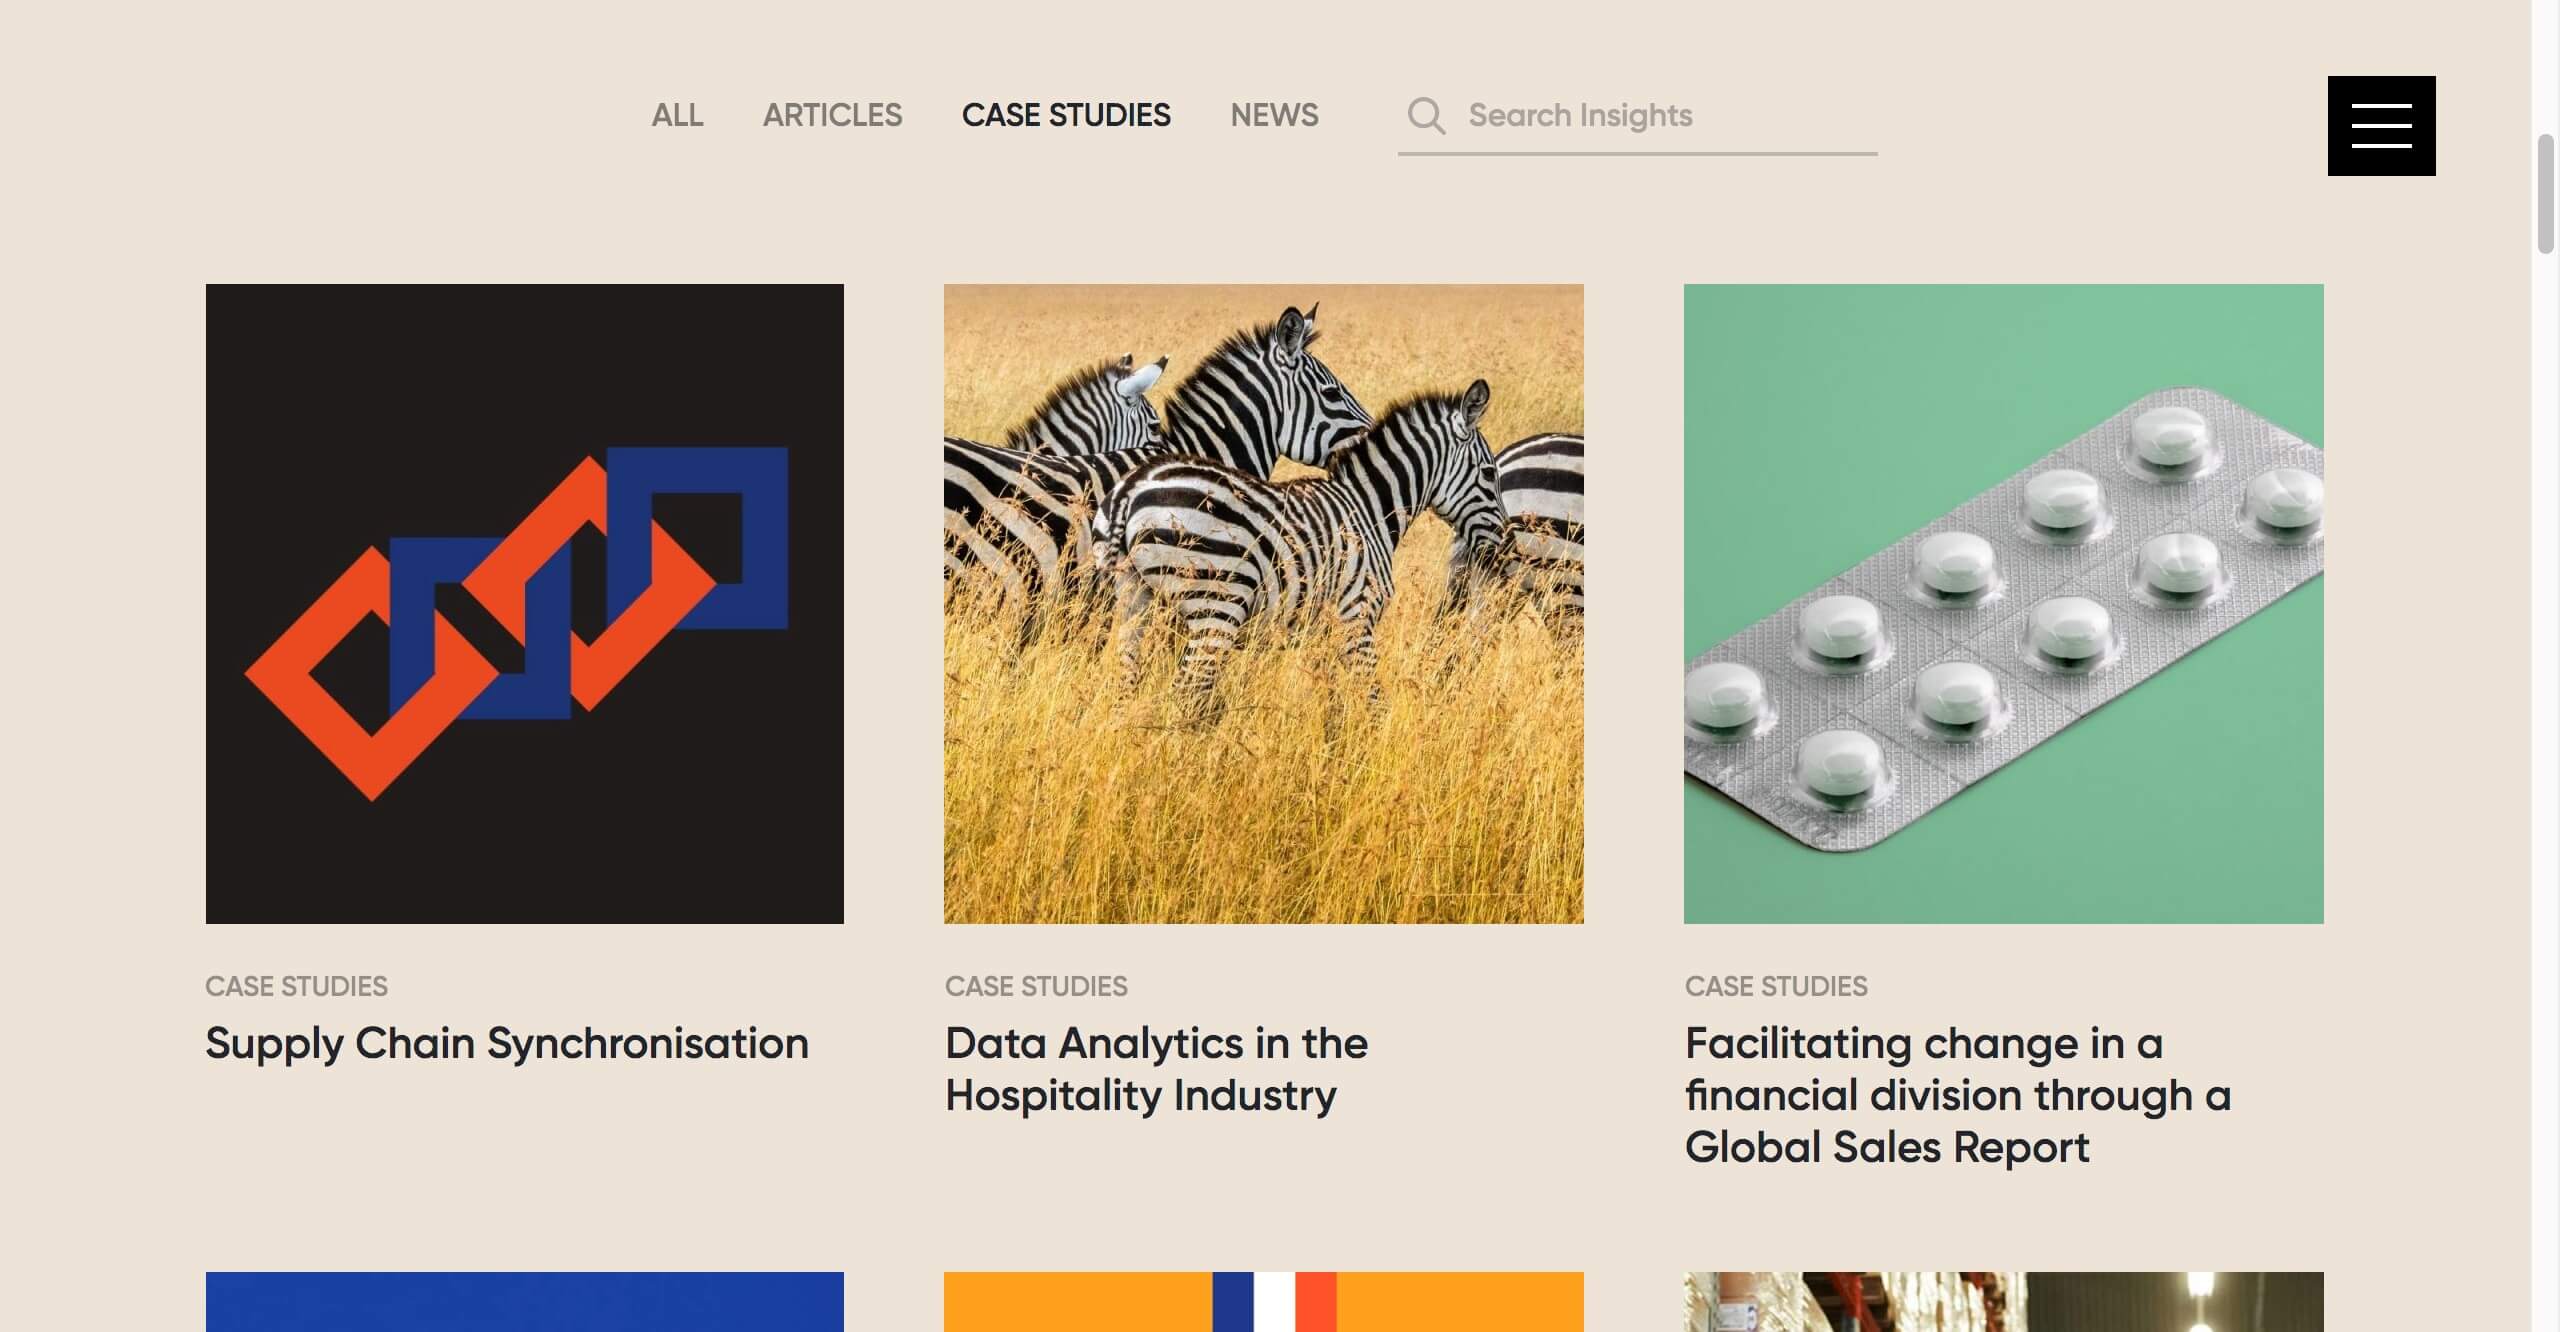 ALL
ARTICLES
CASE STUDIES
NEWS
Search Insights
CASE STUDIES
Supply Chain Synchronisation
CASE STUDIES
Data Analytics in the
Hospitality Industry
CASE STUDIES
Facilitating change in a
financial division through a
Global Sales Report